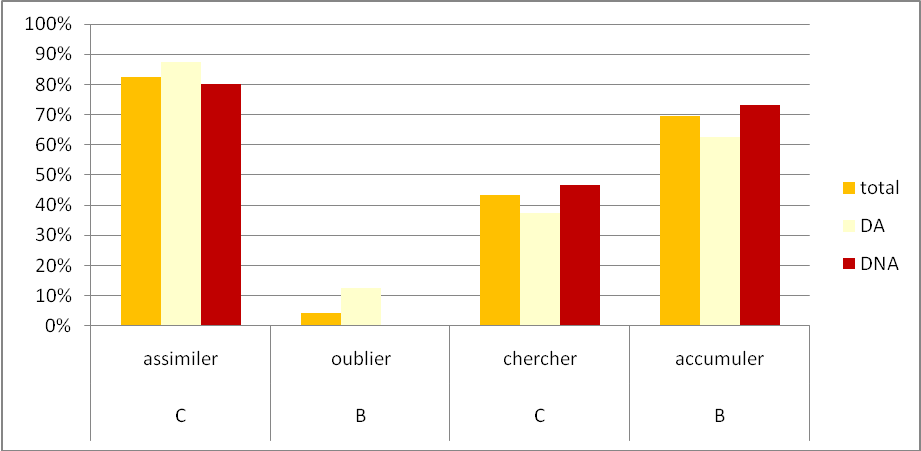 100%
90%
80%
70%
60%
50%
40%
30%
20%
10%
0%
assimiler oublier chercher accumuler
C B C B
total
DA
DNA